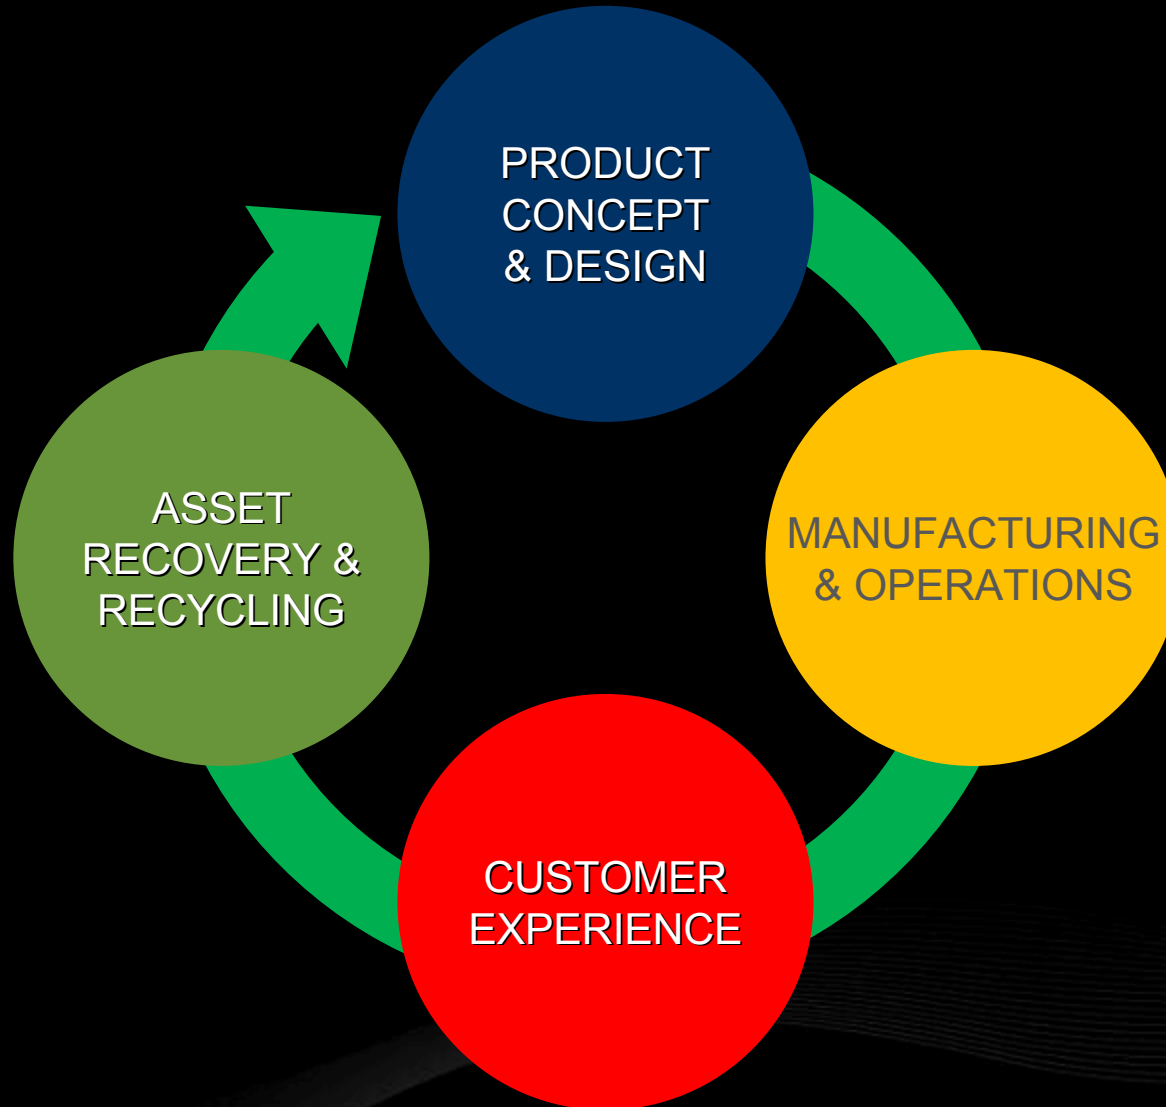 PRODUCT
CONCEPT
& DESIGN
MANUFACTURING
& OPERATIONS
CUSTOMER
EXPERIENCE
ASSET
RECOVERY &
RECYCLING